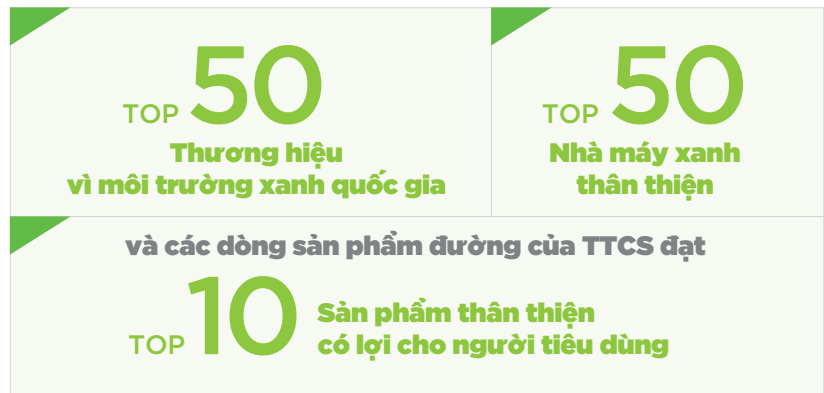 TOP 50
Thương hiệu
vì môi trường xanh quốc gia
TOP 50
Nhà máy xanh
thân thiện
và các dòng sản phẩm đường của TTCS đạt
TOP 10
Sản phẩm thân thiện
có lợi cho người tiêu dùng